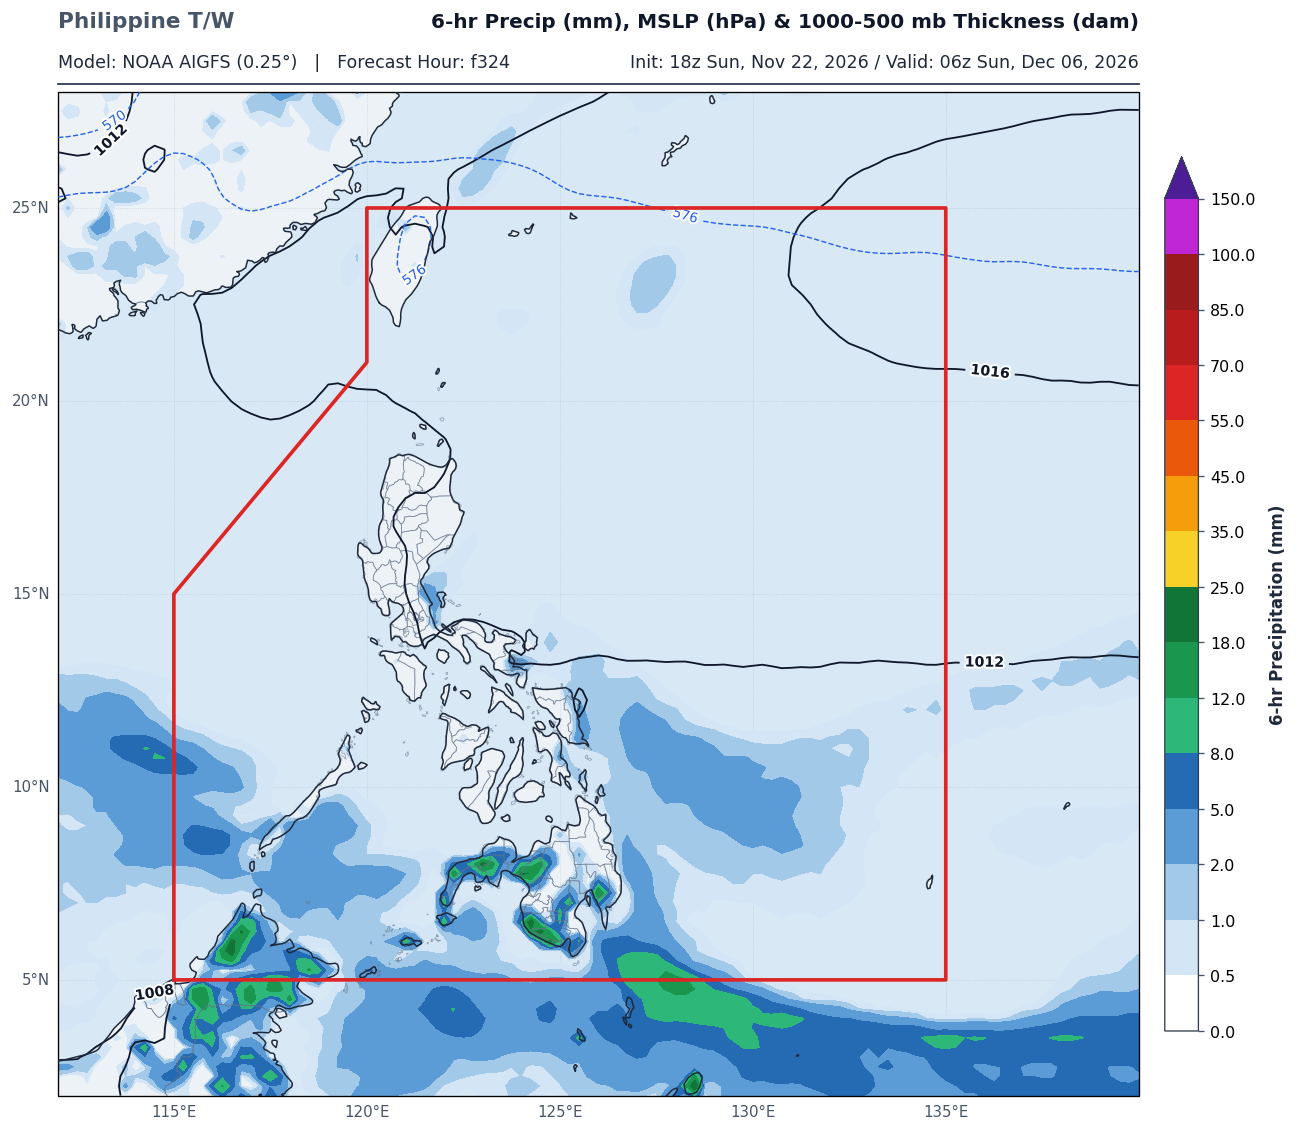 Philippine T/W
6-hr Precip (mm), MSLP (hPa) & 1000-500 mb Thickness (dam)
Model: NOAA AIGFS (0.25°) | Forecast Hour: f324
Init: 18z Sun, Nov 22, 2026 / Valid: 06z Sun, Dec 06, 2026
570
1012
576
576
1016
1012
1008
25°N
20°N
15°N
10°N
5°N
115°E
120°E
125°E
130°E
135°E
150.0
100.0
85.0
70.0
55.0
45.0
35.0
25.0
18.0
12.0
8.0
5.0
2.0
1.0
0.5
0.0
6-hr Precipitation (mm)